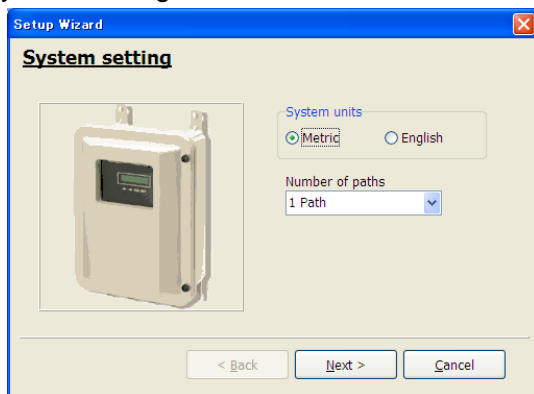 Setup Wizard
System setting
System units
Metric English
Number of paths
1 Path
< Back Next > Cancel